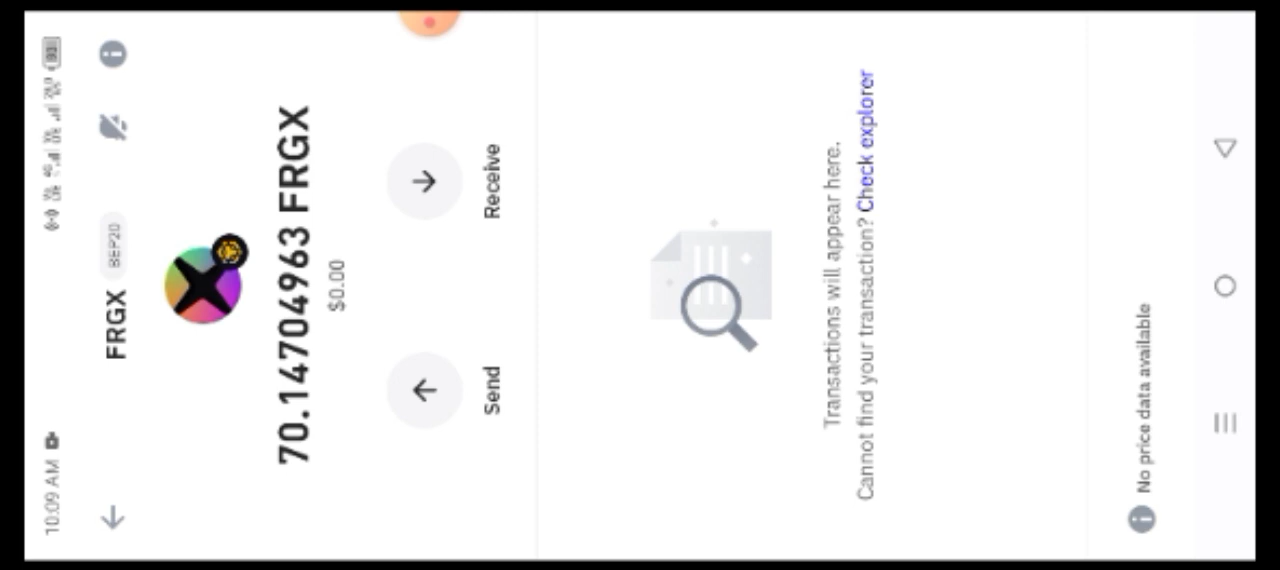 10:09 AM
FRGX BEP20
70.14704963 FRGX
$0.00
Send Receive
Transactions will appear here.
Cannot find your transaction? Check explorer
No price data available